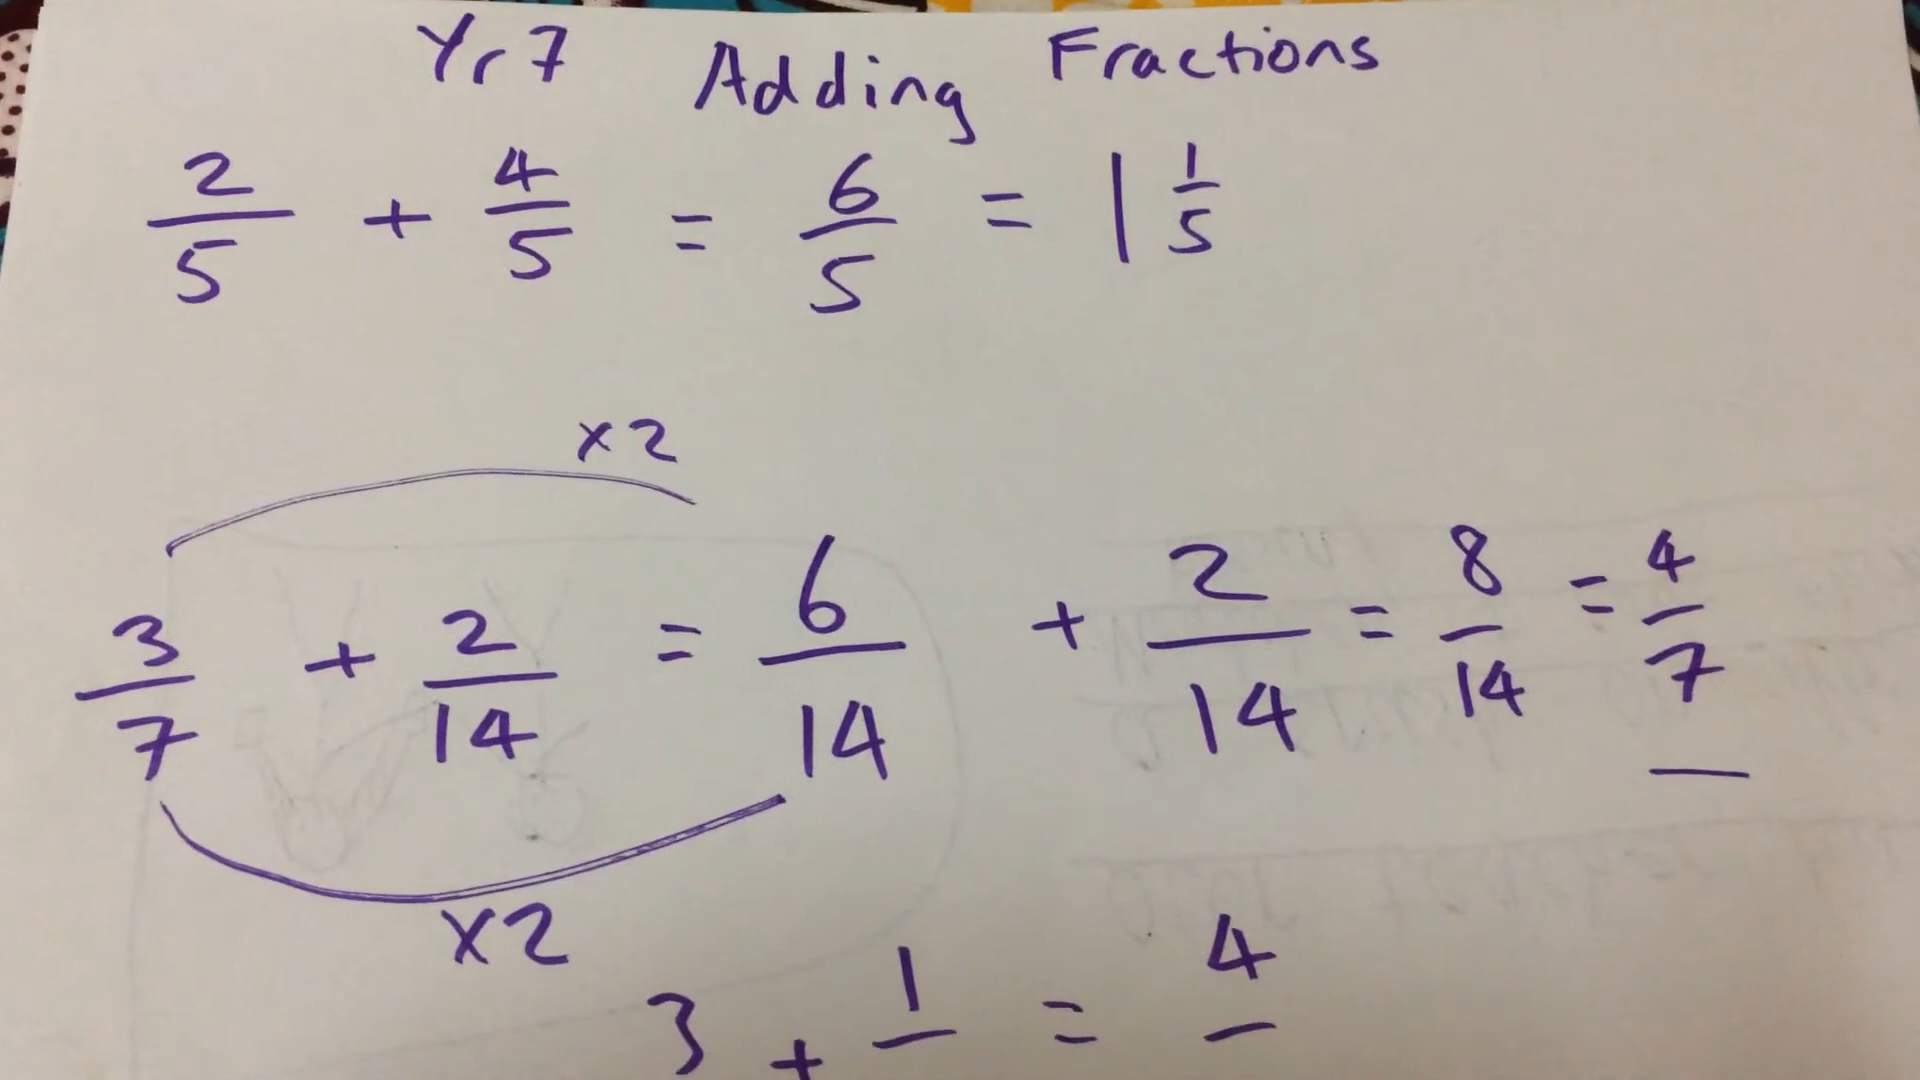 Yr 7 Adding Fractions
2/5 + 4/5 = 6/5 = 1 1/5
x2
3/7 + 2/14 = 6/14 + 2/14 = 8/14 = 4/7
x2
3 + 1 = 4